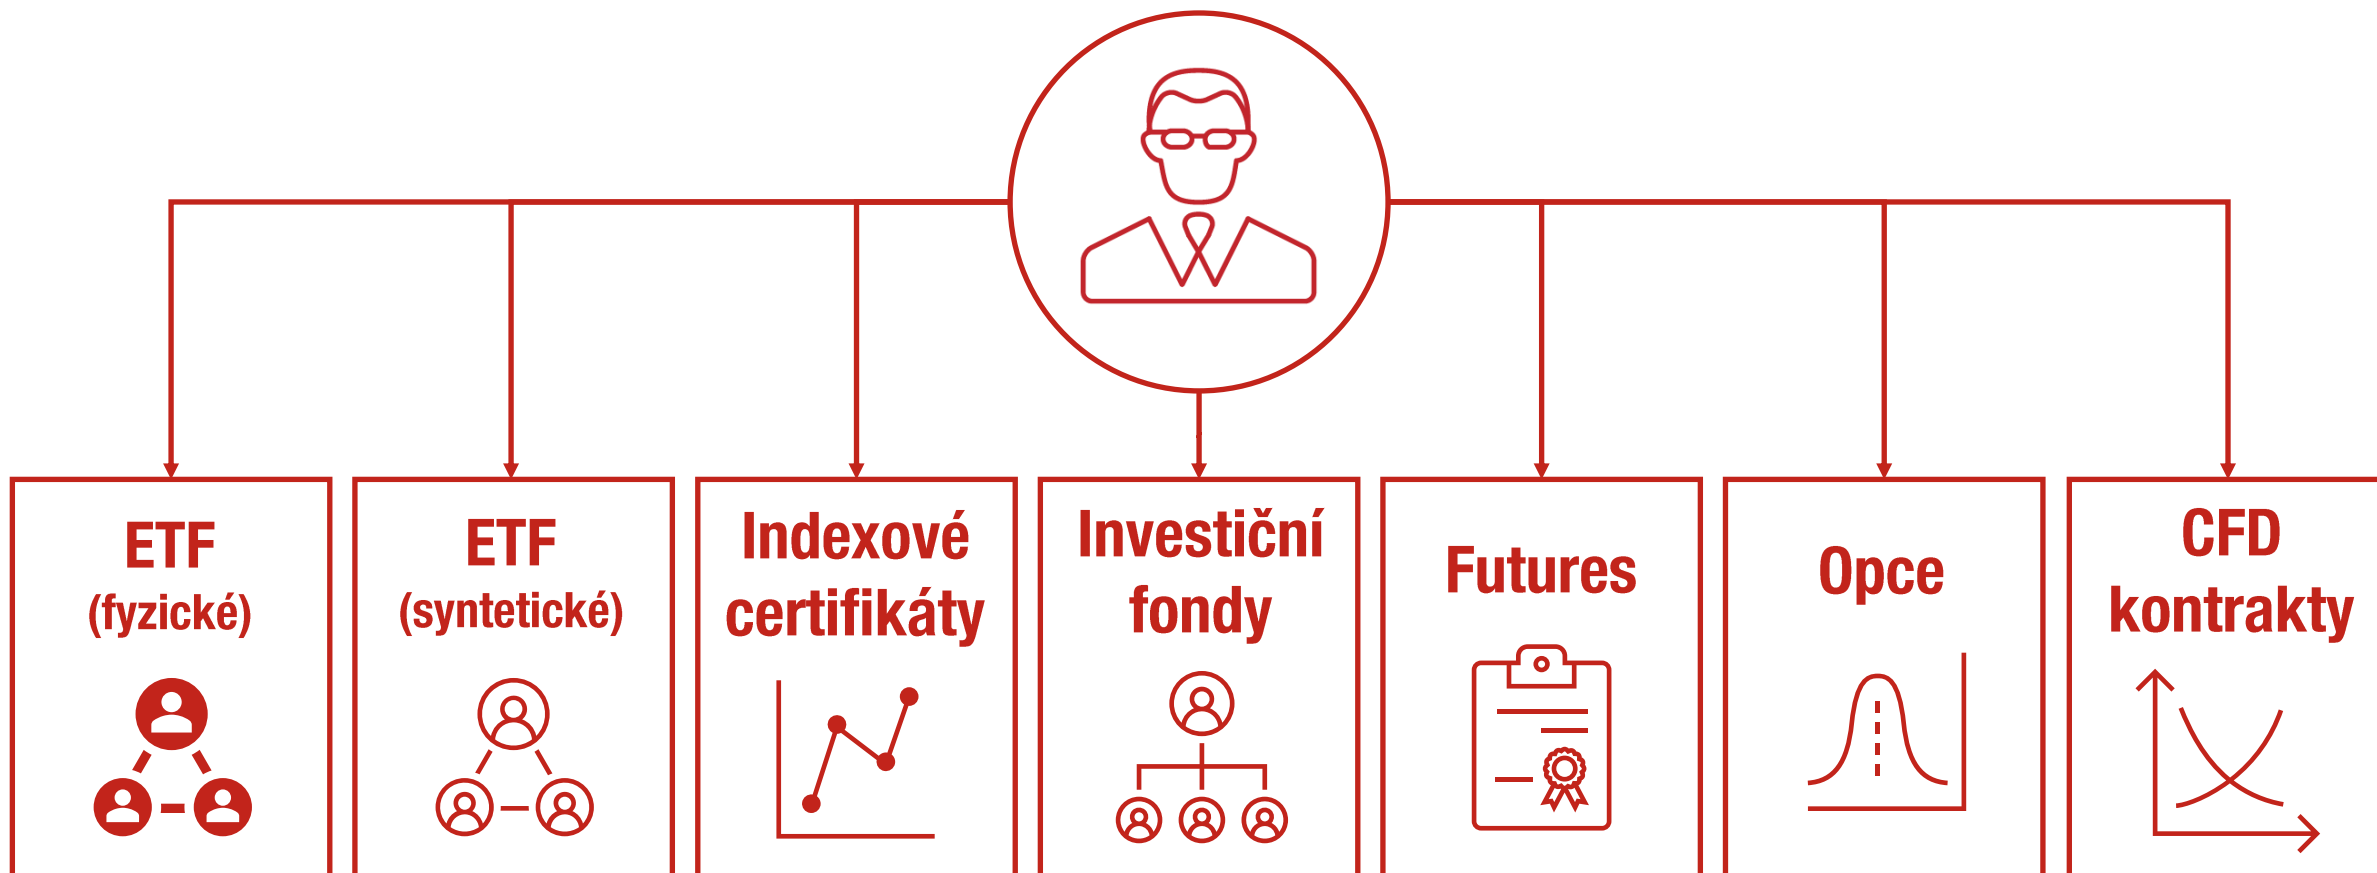 ETF
(fyzické)
ETF
(syntetické)
Indexové
certifikáty
Investiční
fondy
Futures
Opce
CFD
kontrakty